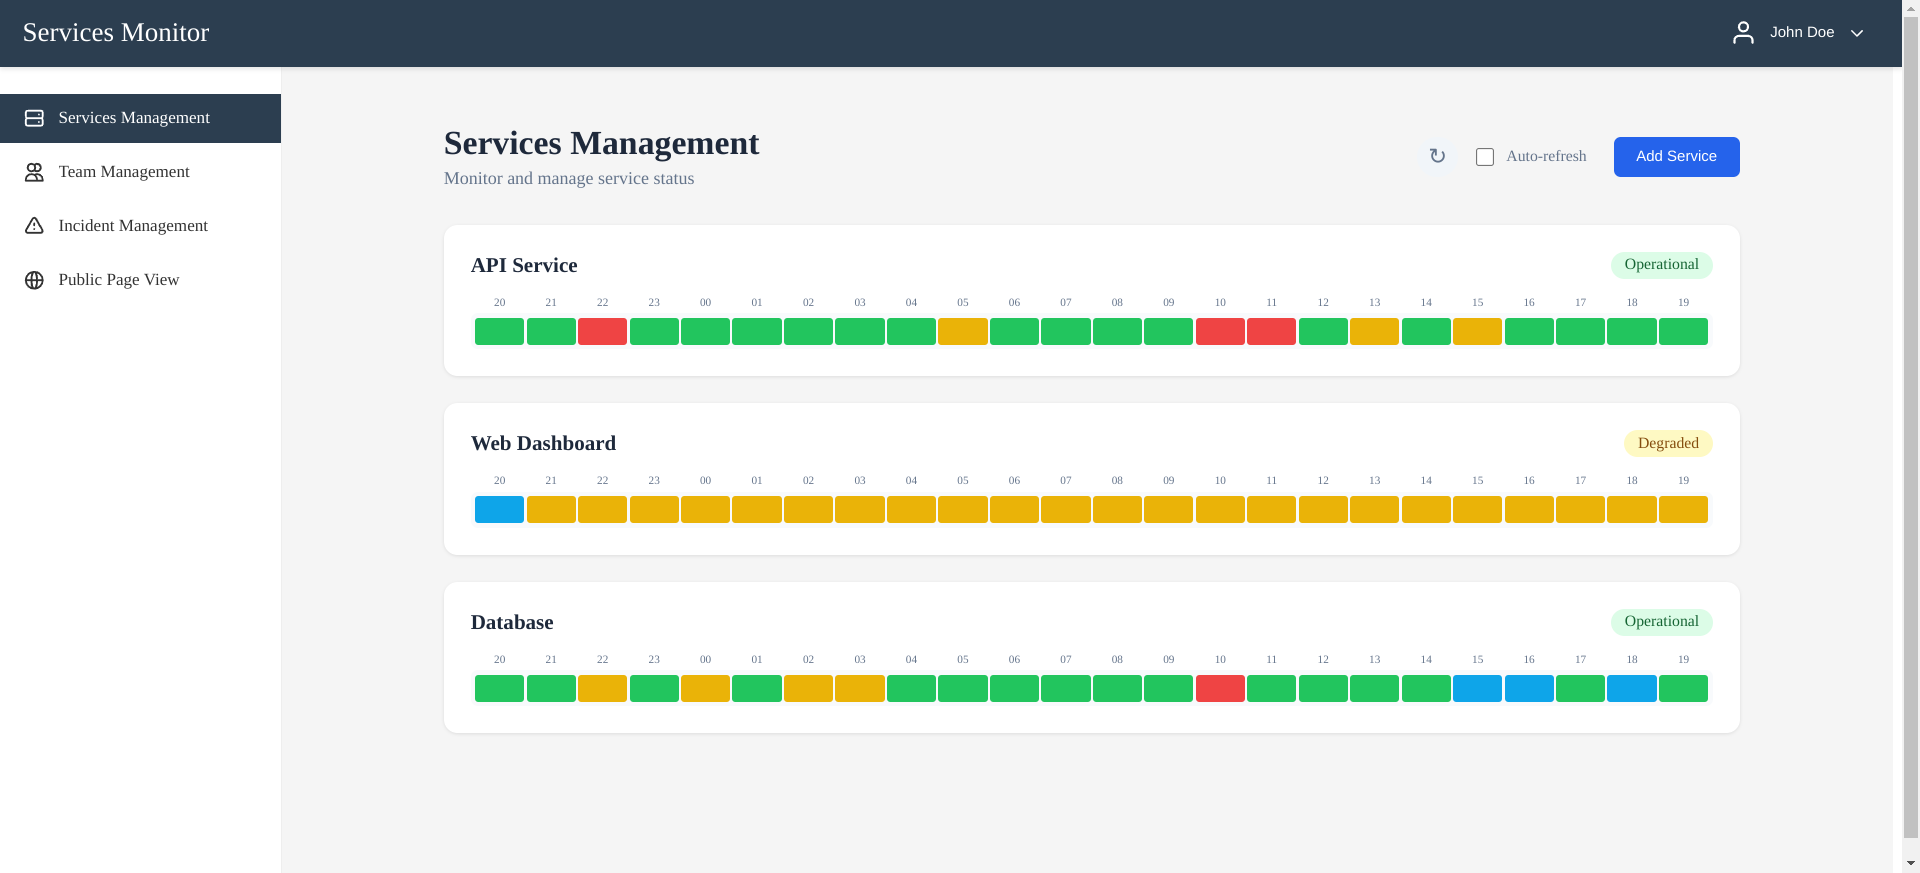 Services Monitor
John Doe
Services Management
Team Management
Incident Management
Public Page View
Services Management
Monitor and manage service status
↻ Auto-refresh Add Service
API Service Operational
20 21 22 23 00 01 02 03 04 05 06 07 08 09 10 11 12 13 14 15 16 17 18 19
Web Dashboard Degraded
20 21 22 23 00 01 02 03 04 05 06 07 08 09 10 11 12 13 14 15 16 17 18 19
Database Operational
20 21 22 23 00 01 02 03 04 05 06 07 08 09 10 11 12 13 14 15 16 17 18 19